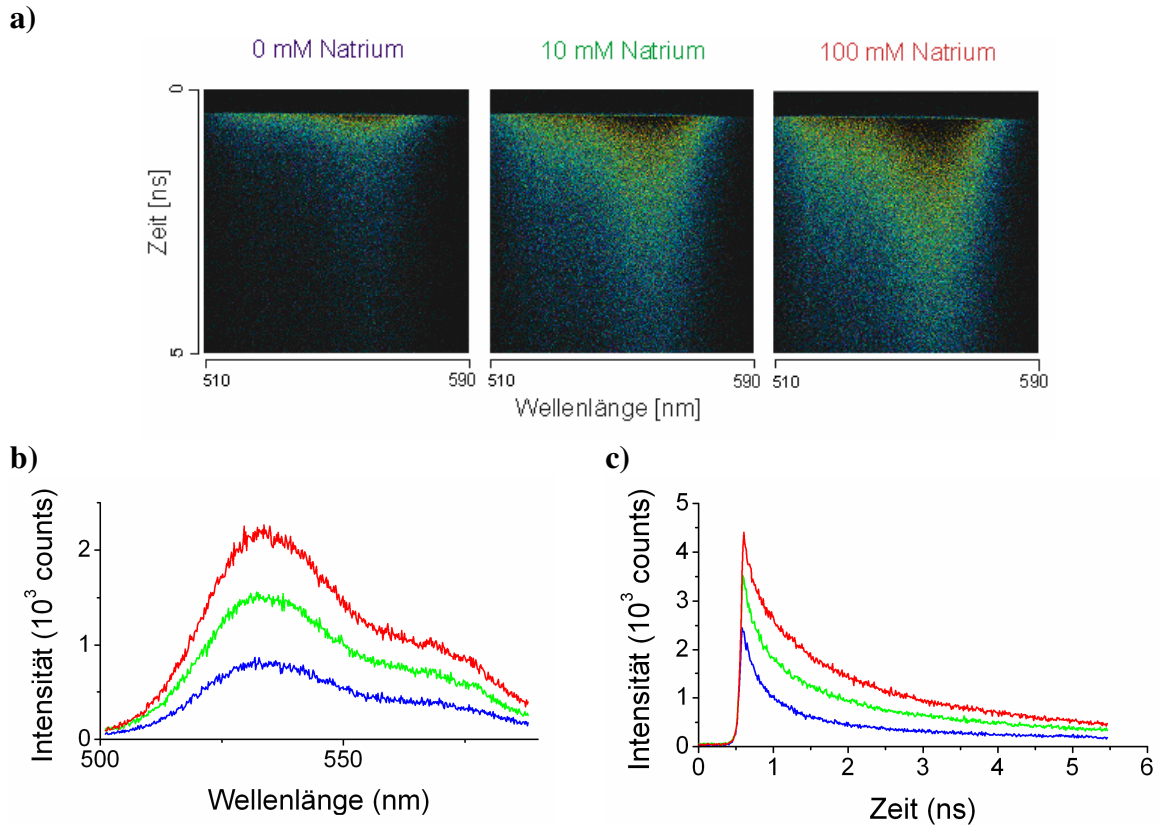 a)
0 mM Natrium
10 mM Natrium
100 mM Natrium
0
Zeit [ns]
5
510 590
510 590
510 590
Wellenlänge [nm]
b)
Intensität (10³ counts)
2
1
0
500 550
Wellenlänge (nm)
c)
Intensität (10³ counts)
5
4
3
2
1
0
0 1 2 3 4 5 6
Zeit (ns)